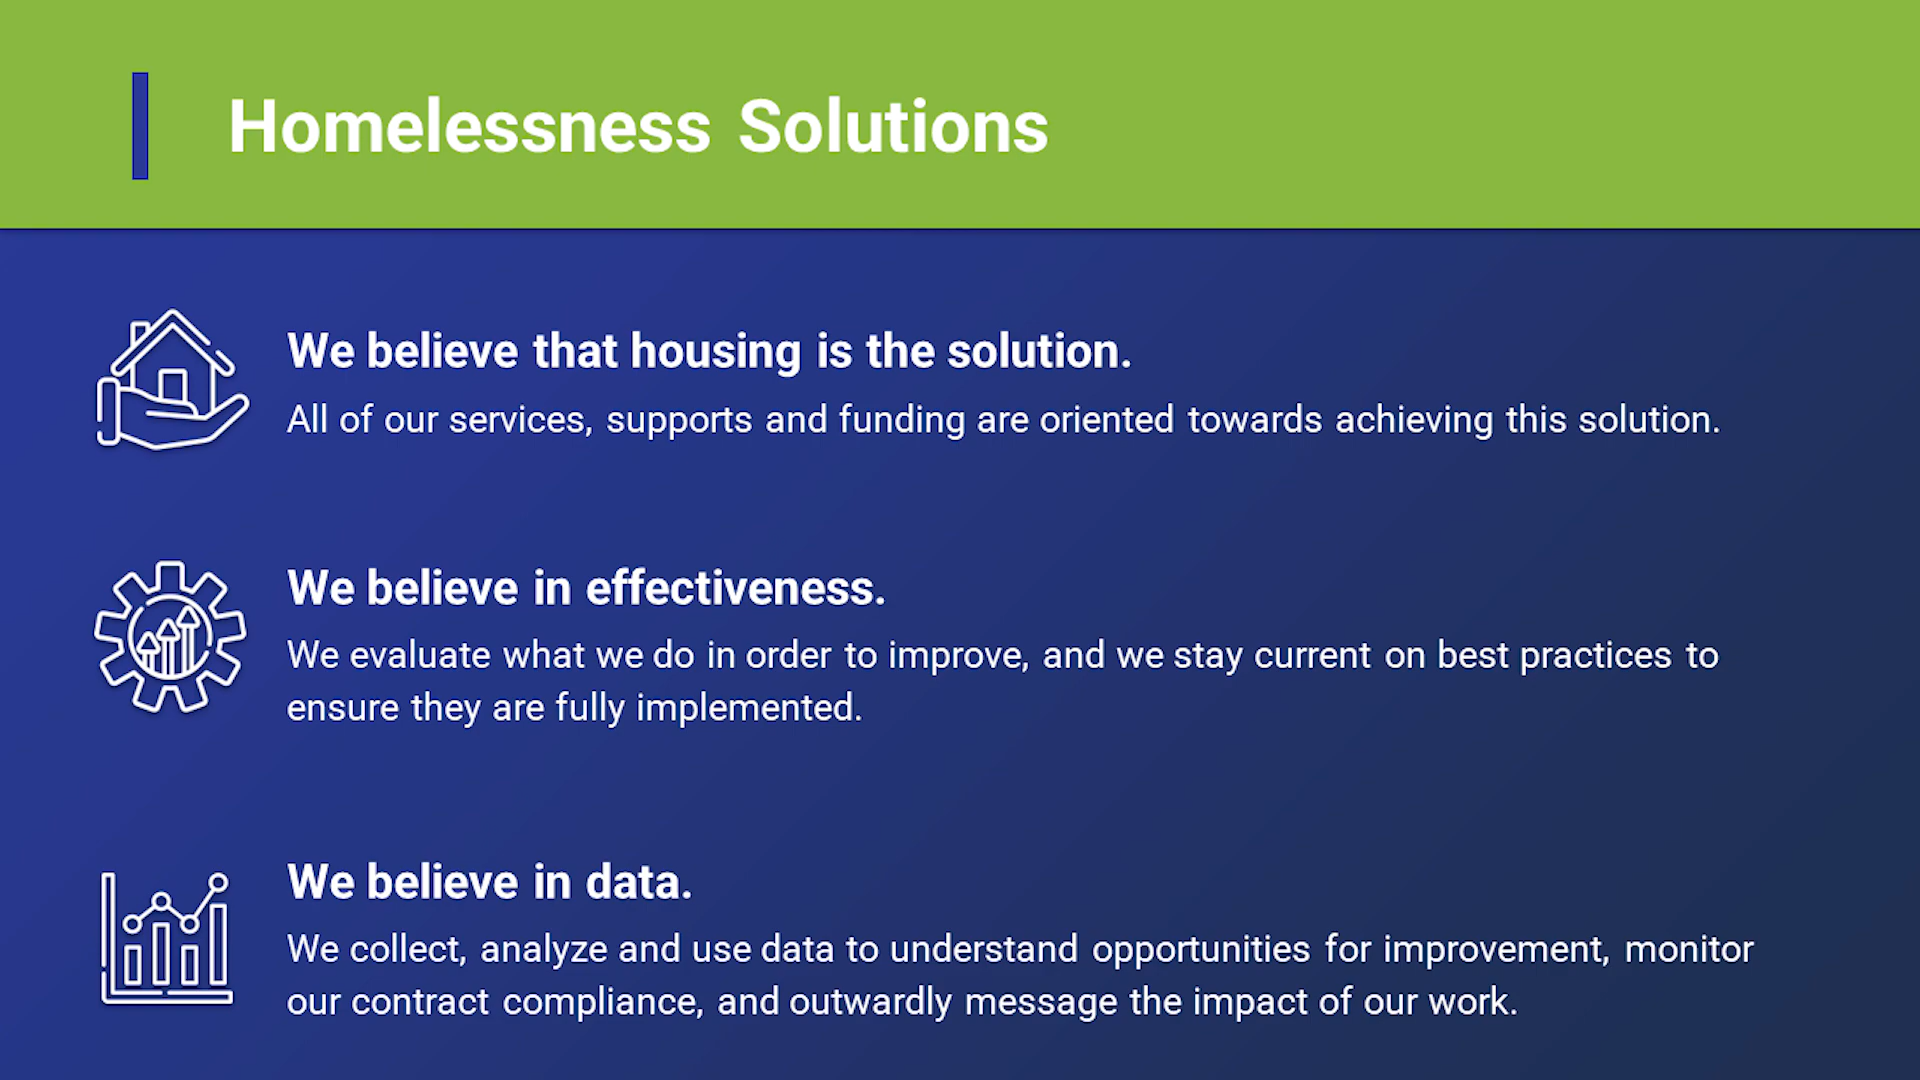 Homelessness Solutions
We believe that housing is the solution.
All of our services, supports and funding are oriented towards achieving this solution.
We believe in effectiveness.
We evaluate what we do in order to improve, and we stay current on best practices to
ensure they are fully implemented.
We believe in data.
We collect, analyze and use data to understand opportunities for improvement, monitor
our contract compliance, and outwardly message the impact of our work.